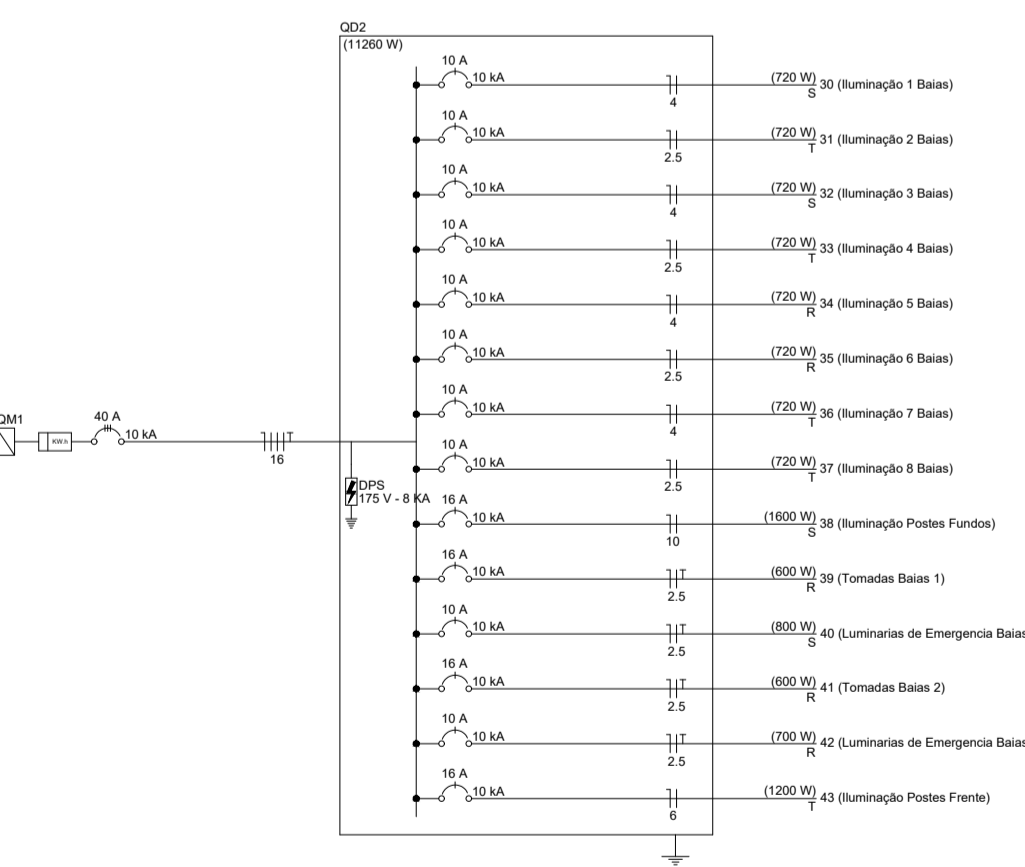 QD2
(11260 W)
10 A
10 kA
4
(720 W)
S
30 (Iluminação 1 Baias)
10 A
10 kA
2.5
(720 W)
T
31 (Iluminação 2 Baias)
10 A
10 kA
4
(720 W)
S
32 (Iluminação 3 Baias)
10 A
10 kA
2.5
(720 W)
T
33 (Iluminação 4 Baias)
10 A
10 kA
4
(720 W)
R
34 (Iluminação 5 Baias)
10 A
10 kA
2.5
(720 W)
R
35 (Iluminação 6 Baias)
10 A
10 kA
4
(720 W)
T
36 (Iluminação 7 Baias)
QM1
KW.h
40 A
10 kA
T
16
10 A
10 kA
2.5
(720 W)
T
37 (Iluminação 8 Baias)
DPS
175 V - 8 KA
16 A
10 kA
10
(1600 W)
S
38 (Iluminação Postes Fundos)
16 A
10 kA
T
2.5
(600 W)
R
39 (Tomadas Baias 1)
10 A
10 kA
T
2.5
(800 W)
S
40 (Luminarias de Emergencia Baias
16 A
10 kA
T
2.5
(600 W)
R
41 (Tomadas Baias 2)
10 A
10 kA
T
2.5
(700 W)
R
42 (Luminarias de Emergencia Baias
16 A
10 kA
6
(1200 W)
T
43 (Iluminação Postes Frente)